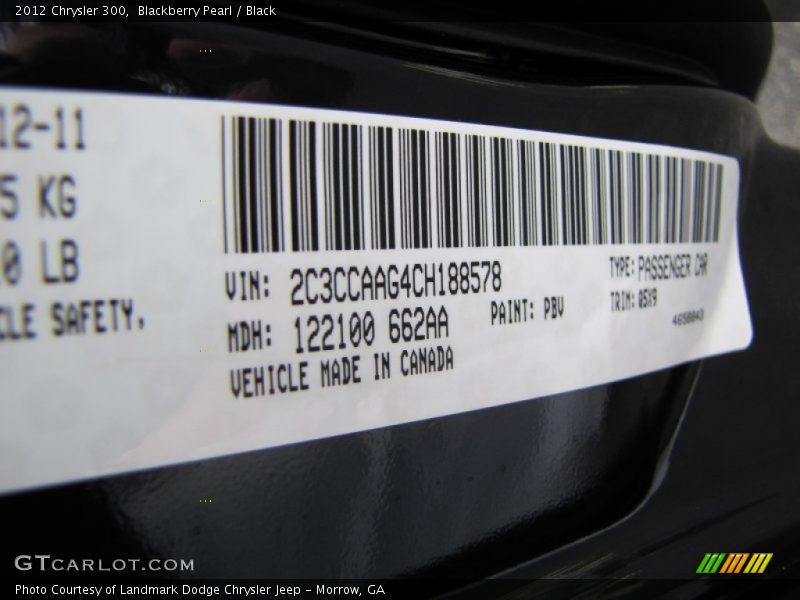 2012 Chrysler 300, Blackberry Pearl / Black
12-11
5 KG
0 LB
CLE SAFETY,
VIN: 2C3CCAAG4CH188578
MDH: 122100 662AA
VEHICLE MADE IN CANADA
PAINT: PBV
TYPE: PASSENGER CAR
TRIM: 05X9
4650043
GTCARLOT.COM
Photo Courtesy of Landmark Dodge Chrysler Jeep - Morrow, GA